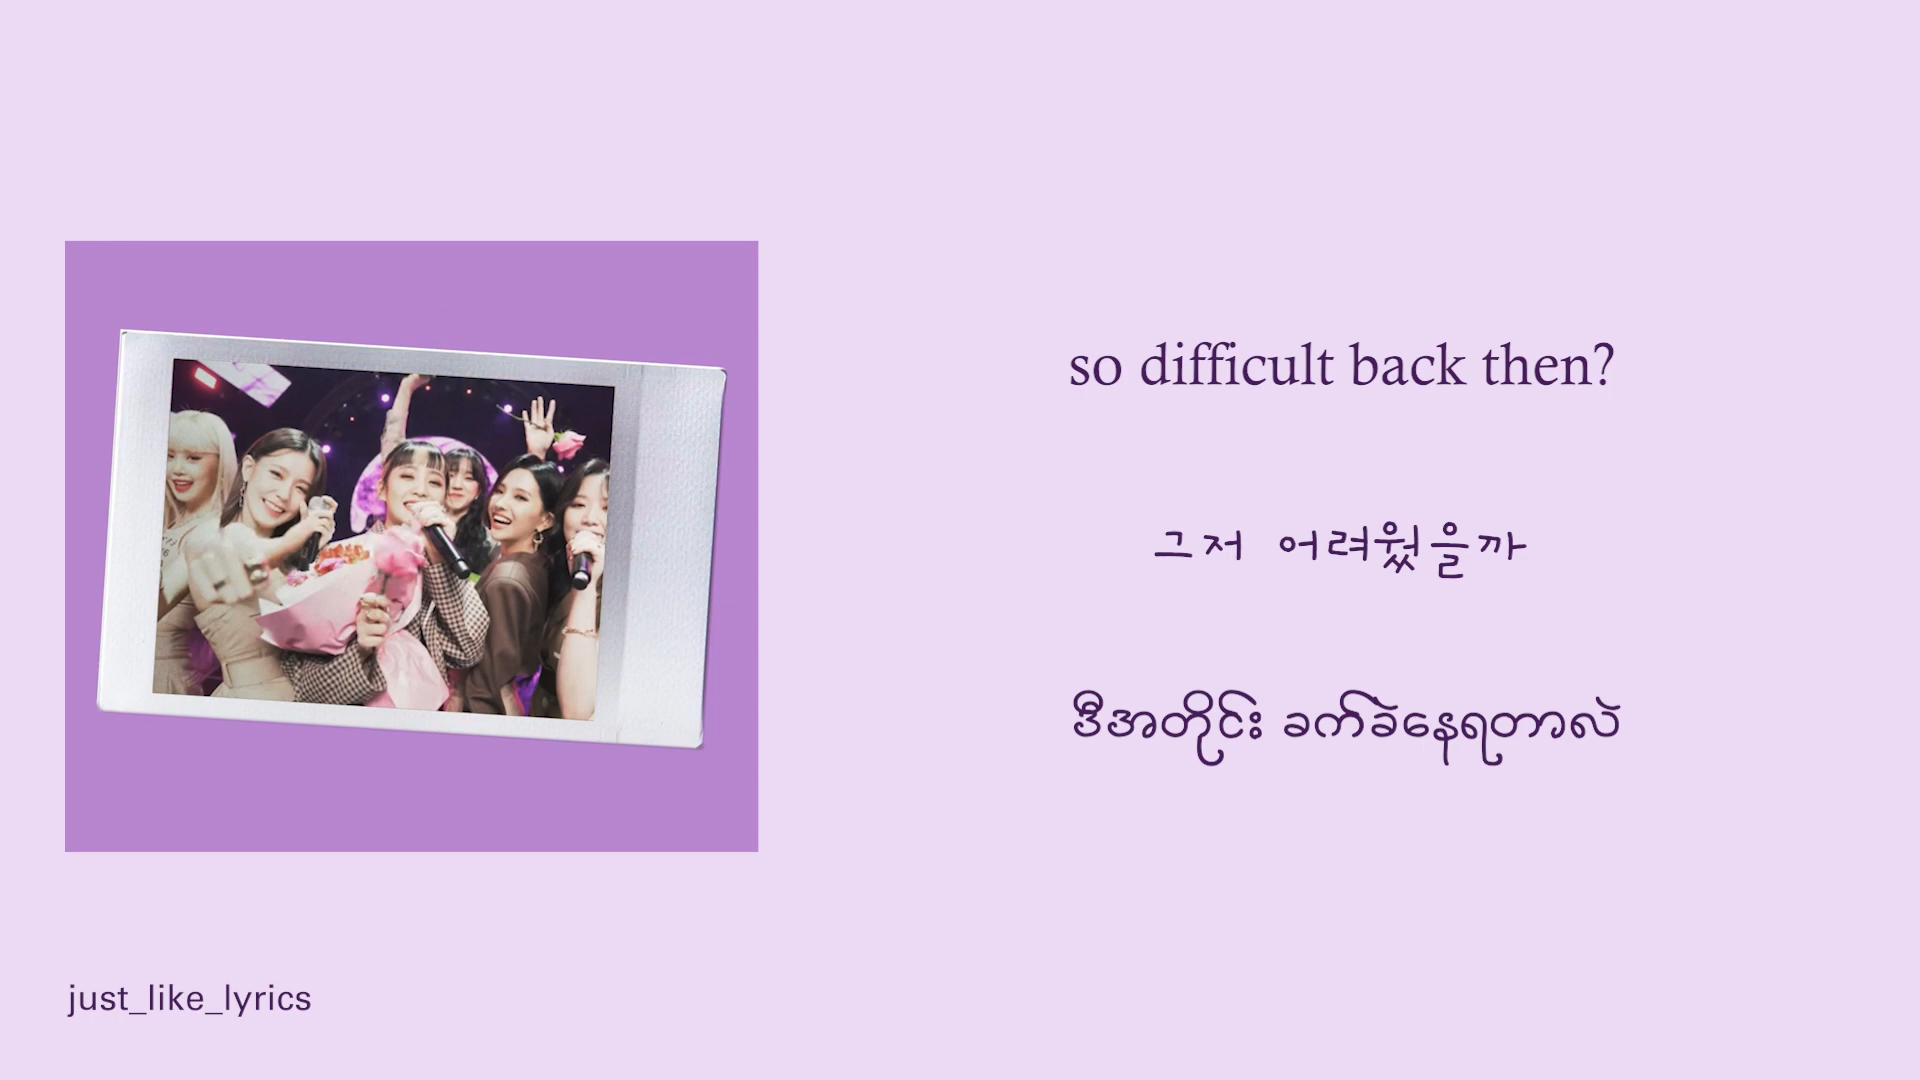 so difficult back then?
그저 어려웠을까
ဒီအတိုင်း ခက်ခဲနေရတာလဲ
just_like_lyrics